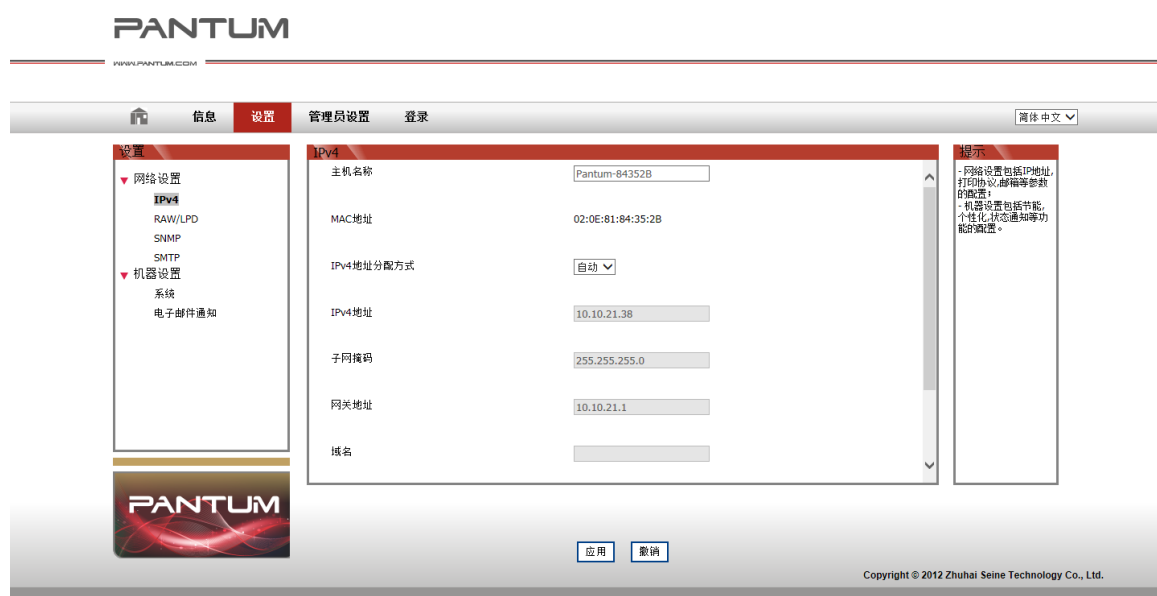 PANTUM
WWW.PANTUM.COM
信息 设置 管理员设置 登录 简体中文
设置
网络设置
IPv4
RAW/LPD
SNMP
SMTP
机器设置
系统
电子邮件通知
IPv4
主机名称 Pantum-84352B
MAC地址 02:0E:81:84:35:2B
IPv4地址分配方式 自动
IPv4地址 10.10.21.38
子网掩码 255.255.255.0
网关地址 10.10.21.1
域名
提示
- 网络设置包括IP地址,
打印协议,邮箱等参数
的配置；
- 机器设置包括节能,
个性化,状态通知等功
能的配置。
PANTUM
应用 撤销
Copyright © 2012 Zhuhai Seine Technology Co., Ltd.